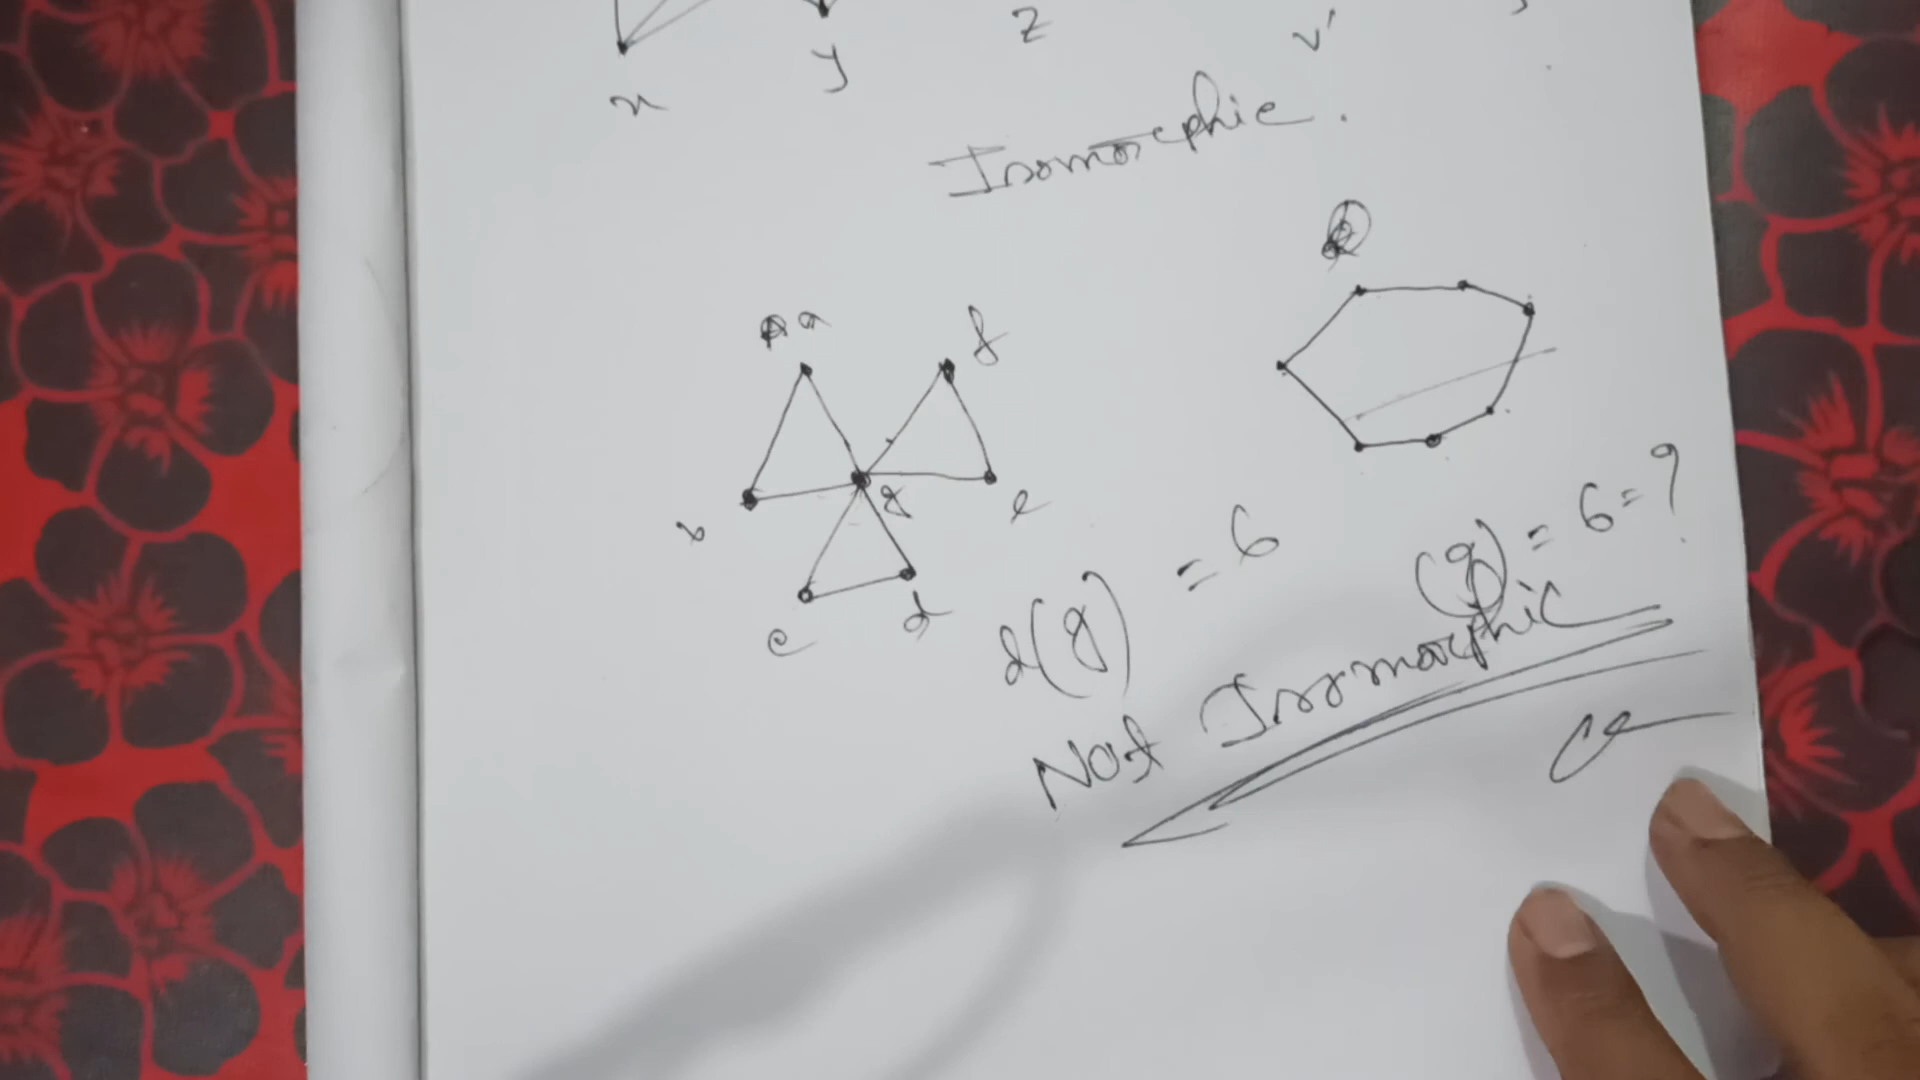 x y z v'
Isomorphic.
a f
b g e
c d
d(g) = 6 (g) = 6 = ?
Not Isomorphic